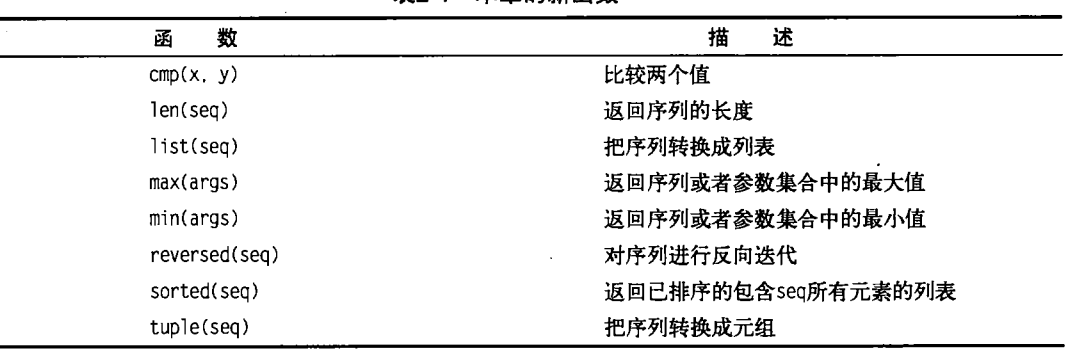 函 数 描 述
cmp(x, y) 比较两个值
len(seq) 返回序列的长度
list(seq) 把序列转换成列表
max(args) 返回序列或者参数集合中的最大值
min(args) 返回序列或者参数集合中的最小值
reversed(seq) 对序列进行反向迭代
sorted(seq) 返回已排序的包含seq所有元素的列表
tuple(seq) 把序列转换成元组